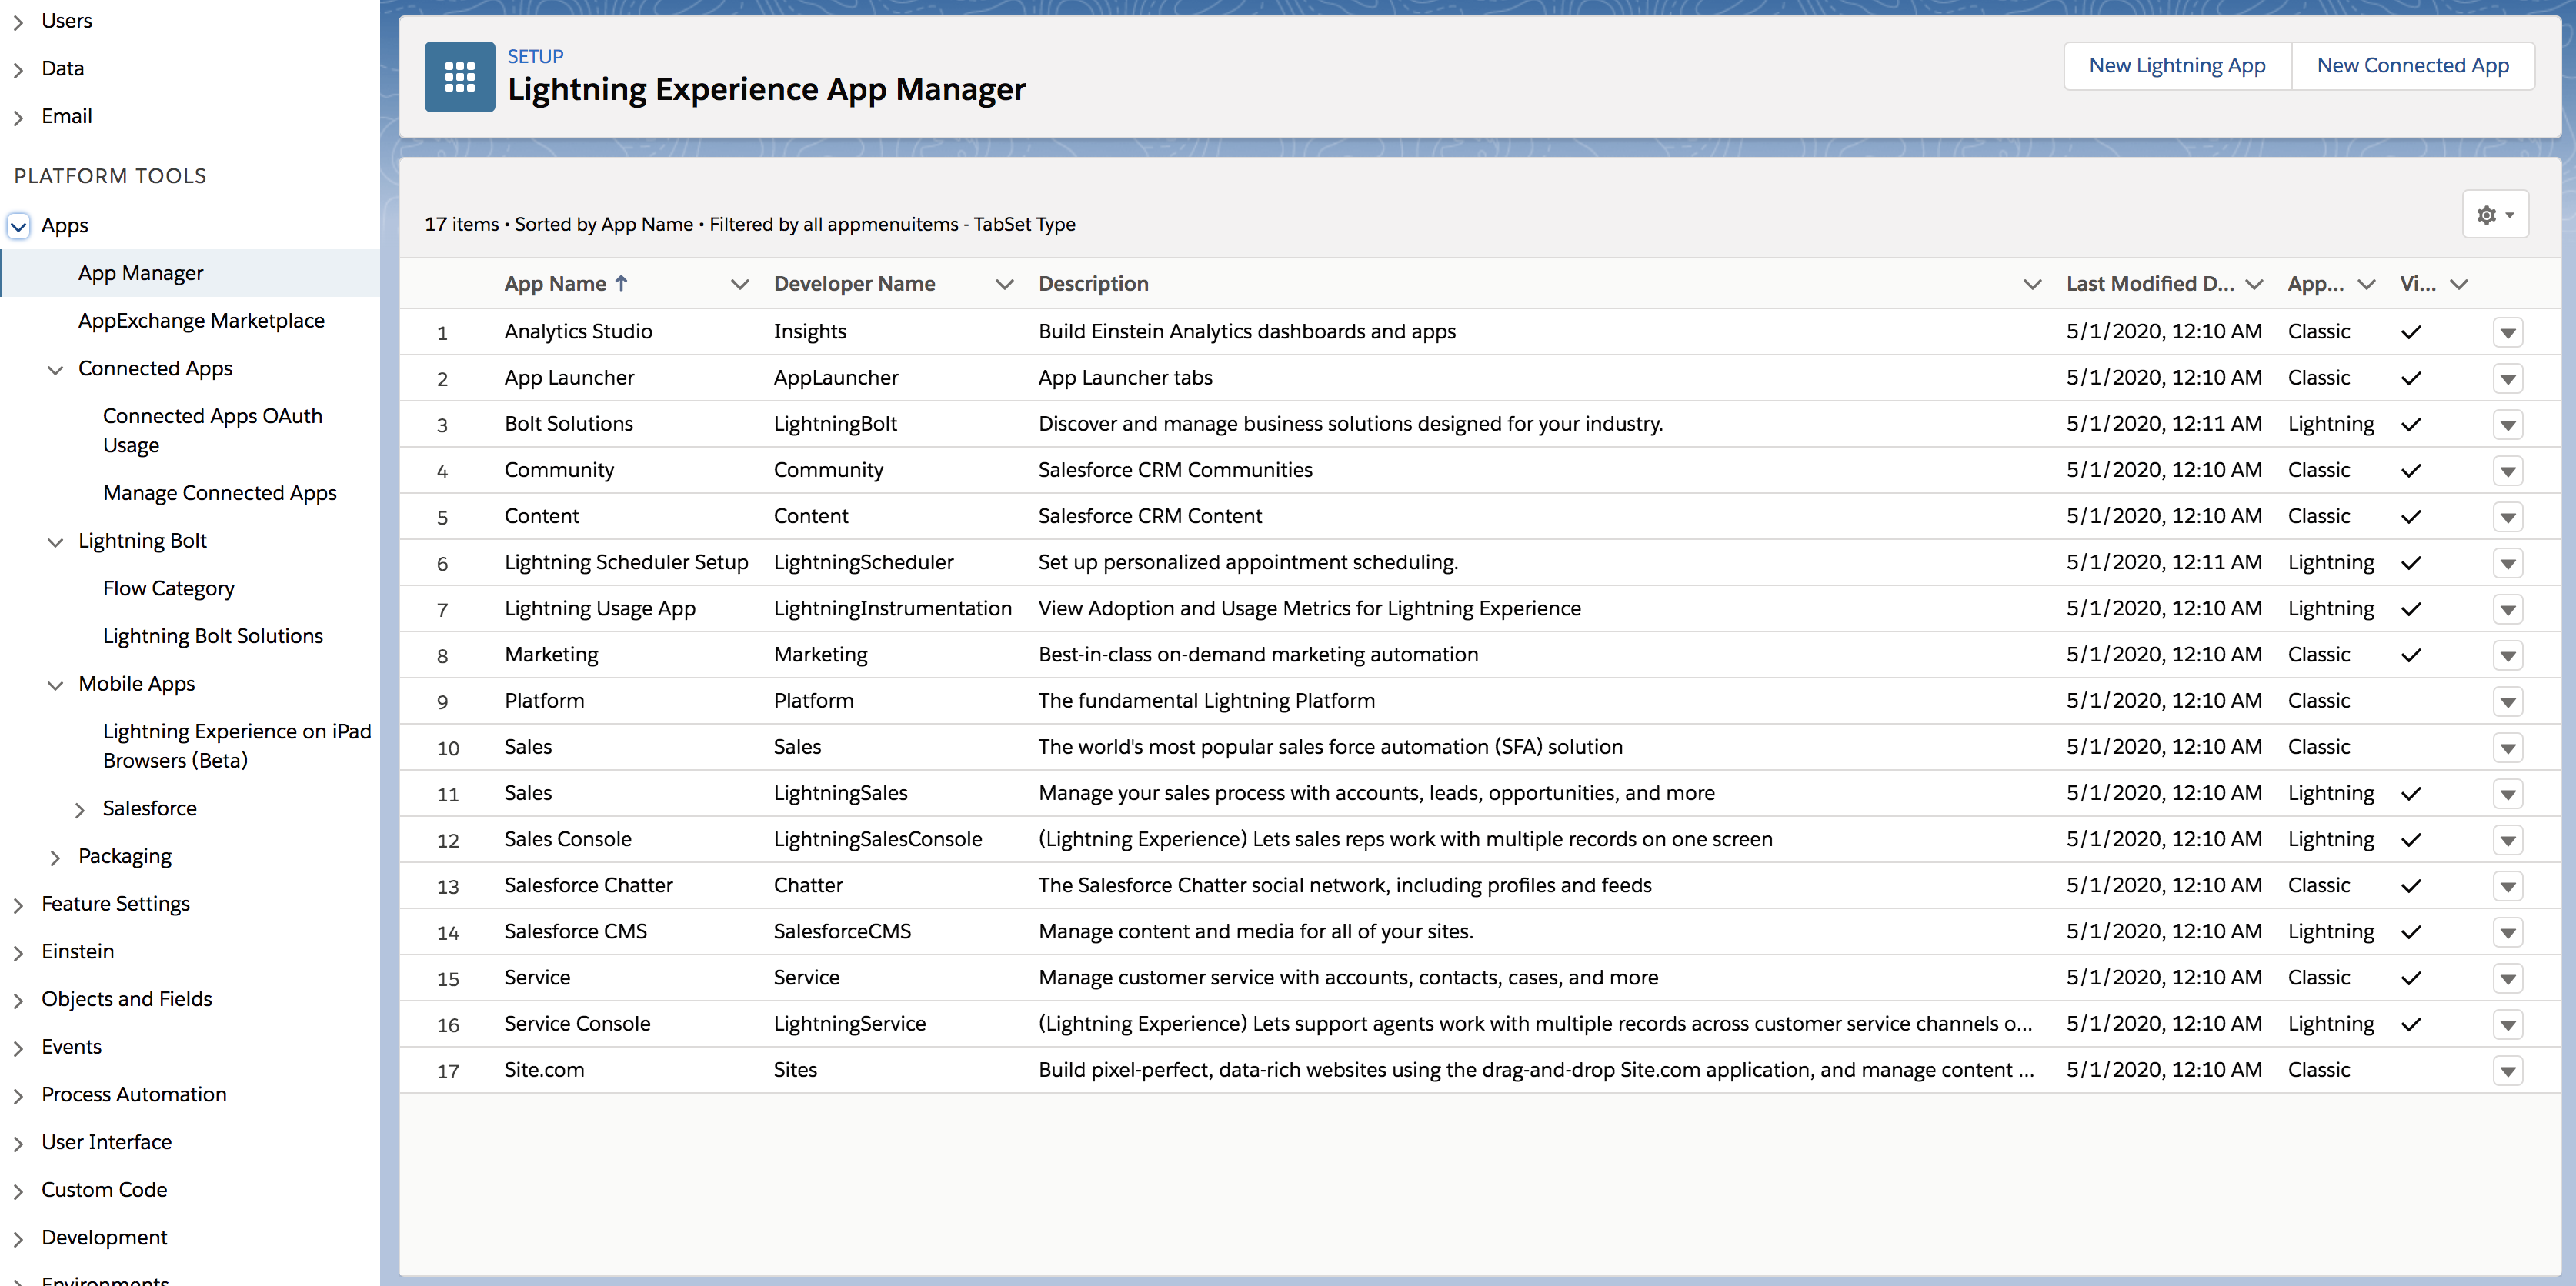 Users
Data
Email
PLATFORM TOOLS
Apps
App Manager
AppExchange Marketplace
Connected Apps
Connected Apps OAuth
Usage
Manage Connected Apps
Lightning Bolt
Flow Category
Lightning Bolt Solutions
Mobile Apps
Lightning Experience on iPad
Browsers (Beta)
Salesforce
Packaging
Feature Settings
Einstein
Objects and Fields
Events
Process Automation
User Interface
Custom Code
Development
Environments
SETUP
Lightning Experience App Manager
New Lightning App New Connected App
17 items • Sorted by App Name • Filtered by all appmenuitems - TabSet Type
App Name Developer Name Description Last Modified D... App... Vi...
1 Analytics Studio Insights Build Einstein Analytics dashboards and apps 5/1/2020, 12:10 AM Classic
2 App Launcher AppLauncher App Launcher tabs 5/1/2020, 12:10 AM Classic
3 Bolt Solutions LightningBolt Discover and manage business solutions designed for your industry. 5/1/2020, 12:11 AM Lightning
4 Community Community Salesforce CRM Communities 5/1/2020, 12:10 AM Classic
5 Content Content Salesforce CRM Content 5/1/2020, 12:10 AM Classic
6 Lightning Scheduler Setup LightningScheduler Set up personalized appointment scheduling. 5/1/2020, 12:11 AM Lightning
7 Lightning Usage App LightningInstrumentation View Adoption and Usage Metrics for Lightning Experience 5/1/2020, 12:10 AM Lightning
8 Marketing Marketing Best-in-class on-demand marketing automation 5/1/2020, 12:10 AM Classic
9 Platform Platform The fundamental Lightning Platform 5/1/2020, 12:10 AM Classic
10 Sales Sales The world's most popular sales force automation (SFA) solution 5/1/2020, 12:10 AM Classic
11 Sales LightningSales Manage your sales process with accounts, leads, opportunities, and more 5/1/2020, 12:10 AM Lightning
12 Sales Console LightningSalesConsole (Lightning Experience) Lets sales reps work with multiple records on one screen 5/1/2020, 12:10 AM Lightning
13 Salesforce Chatter Chatter The Salesforce Chatter social network, including profiles and feeds 5/1/2020, 12:10 AM Classic
14 Salesforce CMS SalesforceCMS Manage content and media for all of your sites. 5/1/2020, 12:10 AM Lightning
15 Service Service Manage customer service with accounts, contacts, cases, and more 5/1/2020, 12:10 AM Classic
16 Service Console LightningService (Lightning Experience) Lets support agents work with multiple records across customer service channels o... 5/1/2020, 12:10 AM Lightning
17 Site.com Sites Build pixel-perfect, data-rich websites using the drag-and-drop Site.com application, and manage content ... 5/1/2020, 12:10 AM Classic